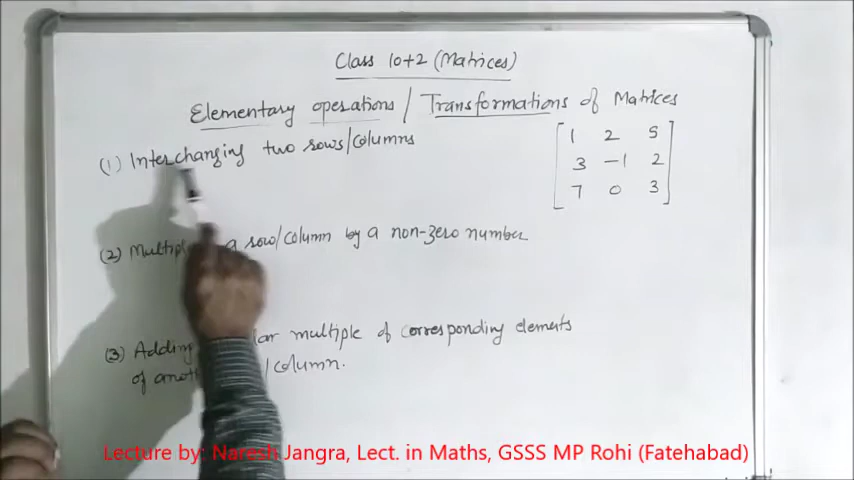 Class 10+2 (Matrices)
Elementary operations / Transformations of Matrices
(1) Interchanging two rows/columns
1 2 5
3 -1 2
7 0 3
(2) a row/column by a non-zero number
(3) Adding multiple of corresponding elements
of /column.
Lecture by: Naresh Jangra, Lect. in Maths, GSSS MP Rohi (Fatehabad)